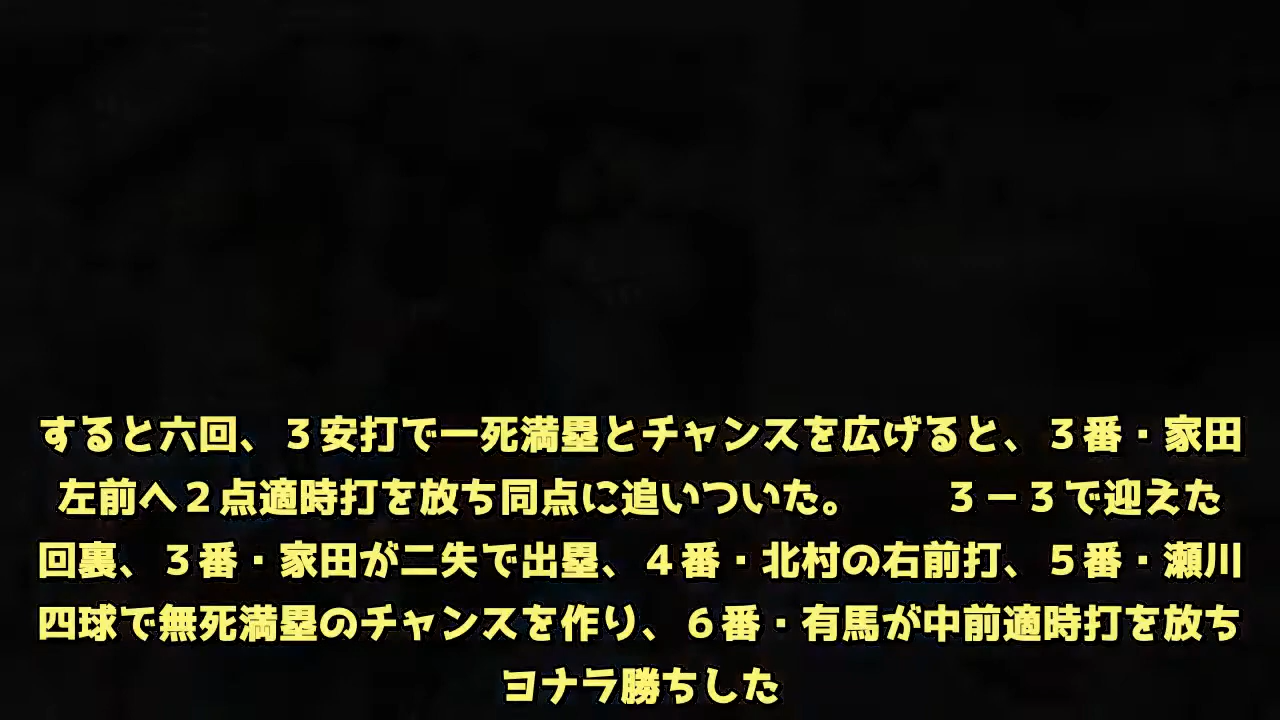 すると六回、３安打で一死満塁とチャンスを広げると、３番・家田
左前へ２点適時打を放ち同点に追いついた。　　３－３で迎えた
回裏、３番・家田が二失で出塁、４番・北村の右前打、５番・瀬川
四球で無死満塁のチャンスを作り、６番・有馬が中前適時打を放ち
ヨナラ勝ちした